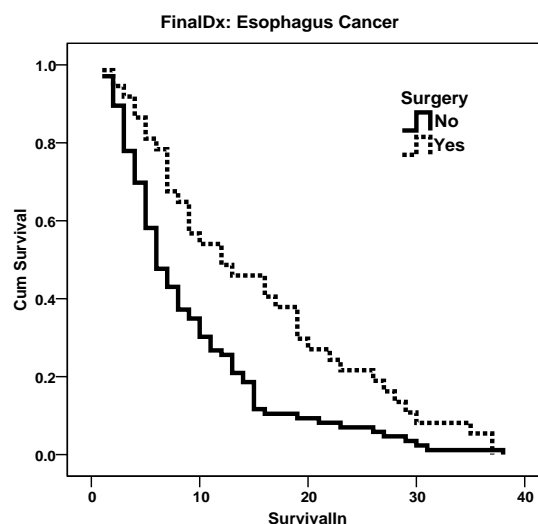 FinalDx: Esophagus Cancer
1.0
0.8
0.6
0.4
0.2
0.0
Cum Survival
Surgery
No
Yes
0 10 20 30 40
SurvivalIn